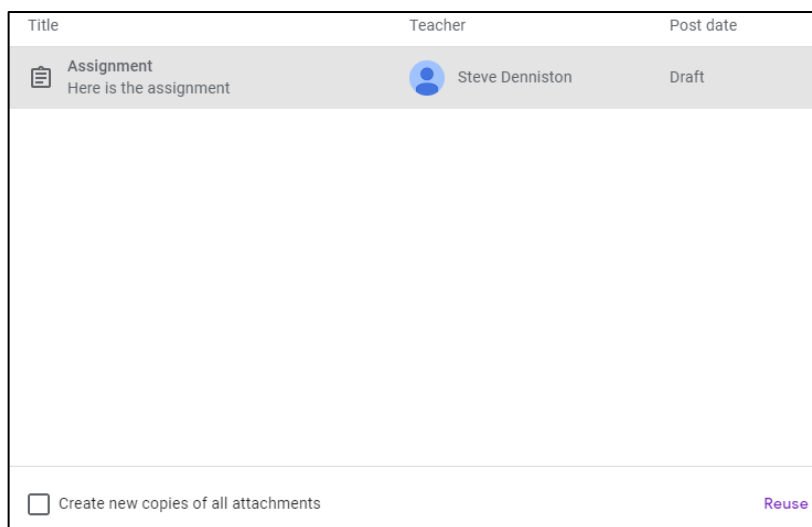 Title Teacher Post date
Assignment
Here is the assignment
Steve Denniston
Draft
Create new copies of all attachments
Reuse